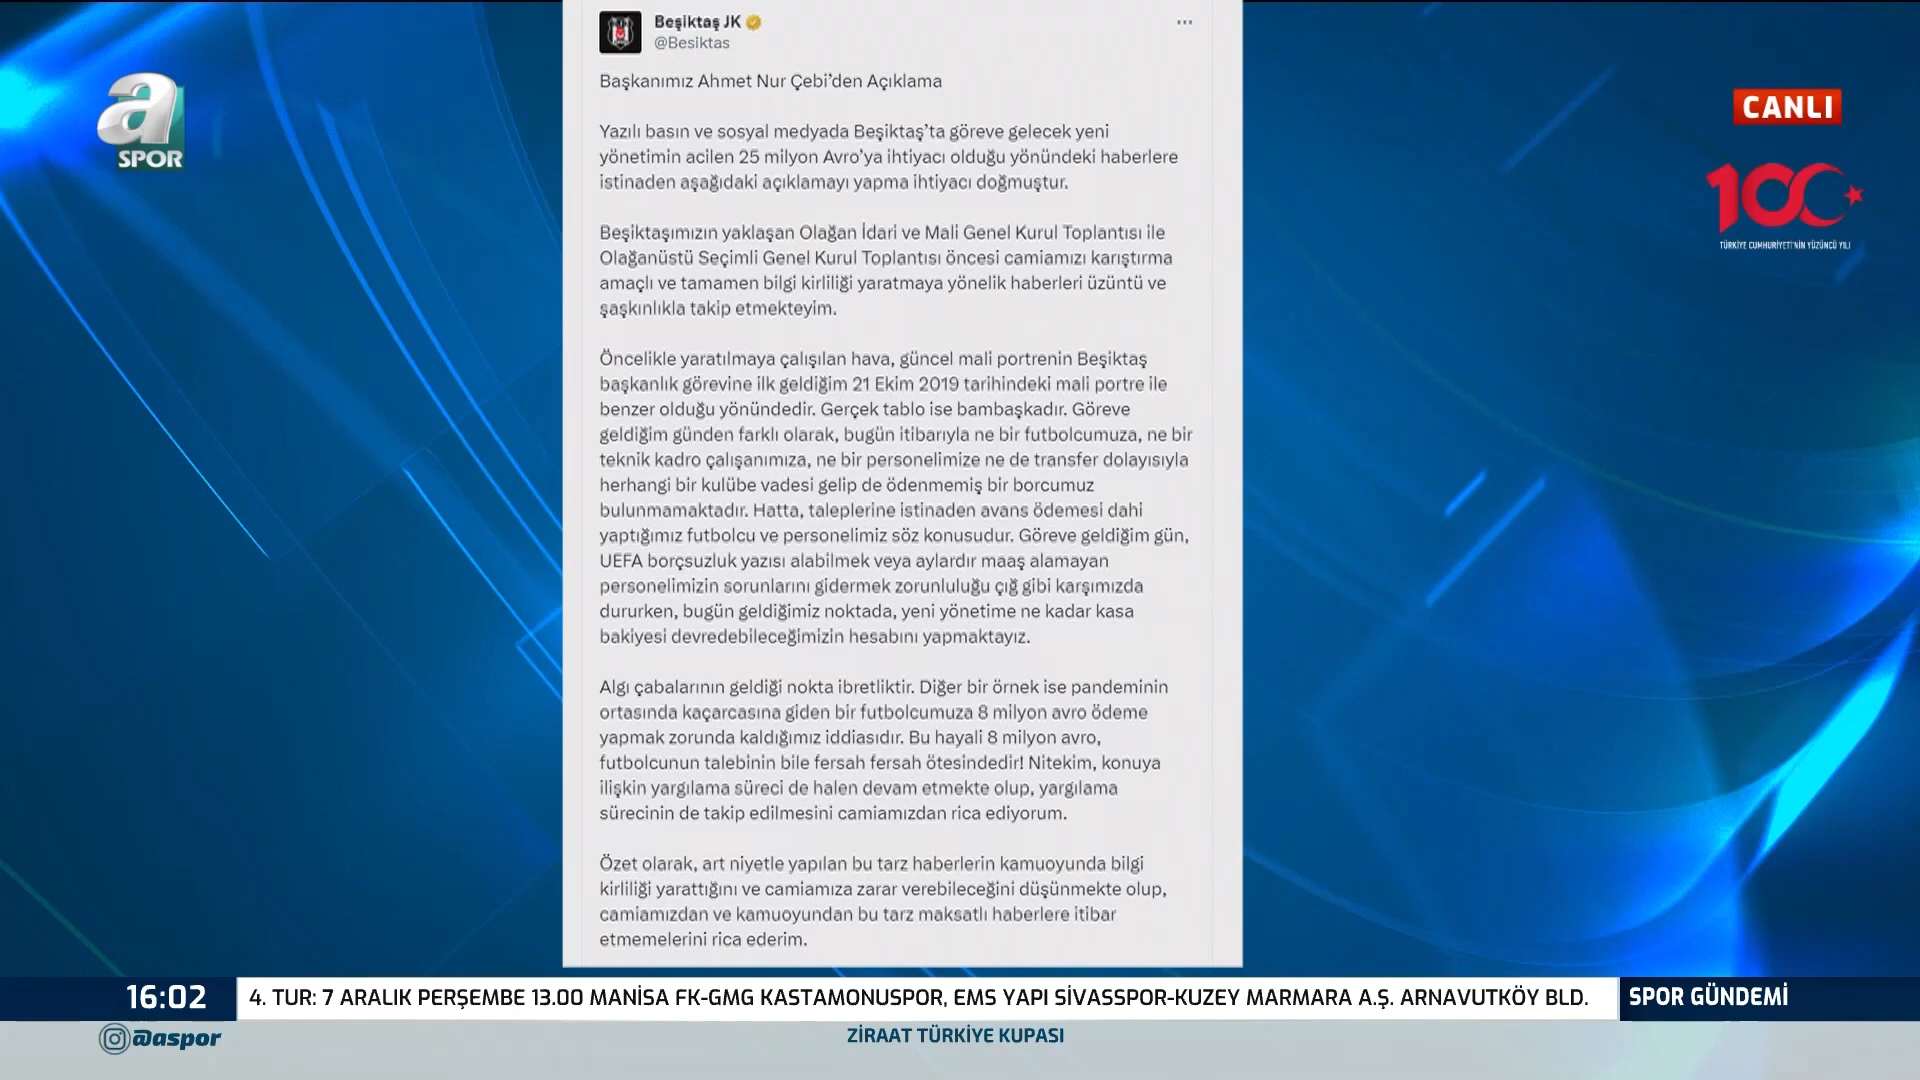 Beşiktaş JK
@Besiktas
Başkanımız Ahmet Nur Çebi’den Açıklama
Yazılı basın ve sosyal medyada Beşiktaş’ta göreve gelecek yeni
yönetimin acilen 25 milyon Avro’ya ihtiyacı olduğu yönündeki haberlere
istinaden aşağıdaki açıklamayı yapma ihtiyacı doğmuştur.
Beşiktaşımızın yaklaşan Olağan İdari ve Mali Genel Kurul Toplantısı ile
Olağanüstü Seçimli Genel Kurul Toplantısı öncesi camiamızı karıştırma
amaçlı ve tamamen bilgi kirliliği yaratmaya yönelik haberleri üzüntü ve
şaşkınlıkla takip etmekteyim.
Öncelikle yaratılmaya çalışılan hava, güncel mali portrenin Beşiktaş
başkanlık görevine ilk geldiğim 21 Ekim 2019 tarihindeki mali portre ile
benzer olduğu yönündedir. Gerçek tablo ise bambaşkadır. Göreve
geldiğim günden farklı olarak, bugün itibarıyla ne bir futbolcumuza, ne bir
teknik kadro çalışanımıza, ne bir personelimize ne de transfer dolayısıyla
herhangi bir kulübe vadesi gelip de ödenmemiş bir borcumuz
bulunmamaktadır. Hatta, taleplerine istinaden avans ödemesi dahi
yaptığımız futbolcu ve personelimiz söz konusudur. Göreve geldiğim gün,
UEFA borçsuzluk yazısı alabilmek veya aylardır maaş alamayan
personelimizin sorunlarını gidermek zorunluluğu çığ gibi karşımızda
dururken, bugün geldiğimiz noktada, yeni yönetime ne kadar kasa
bakiyesi devredebileceğimizin hesabını yapmaktayız.
Algı çabalarının geldiği nokta ibretliktir. Diğer bir örnek ise pandeminin
ortasında kaçarcasına giden bir futbolcumuza 8 milyon avro ödeme
yapmak zorunda kaldığımız iddiasıdır. Bu hayali 8 milyon avro,
futbolcunun talebinin bile fersah fersah ötesindedir! Nitekim, konuya
ilişkin yargılama süreci de halen devam etmekte olup, yargılama
sürecinin de takip edilmesini camiamızdan rica ediyorum.
Özet olarak, art niyetle yapılan bu tarz haberlerin kamuoyunda bilgi
kirliliği yarattığını ve camiamıza zarar verebileceğini düşünmekte olup,
camiamızdan ve kamuoyundan bu tarz maksatlı haberlere itibar
etmemelerini rica ederim.
a
SPOR
CANLI
100
TÜRKİYE CUMHURİYETİ'NİN YÜZÜNCÜ YILI
16:02
4. TUR: 7 ARALIK PERŞEMBE 13.00 MANİSA FK-GMG KASTAMONUSPOR, EMS YAPI SİVASSPOR-KUZEY MARMARA A.Ş. ARNAVUTKÖY BLD.
SPOR GÜNDEMİ
@aspor
ZİRAAT TÜRKİYE KUPASI